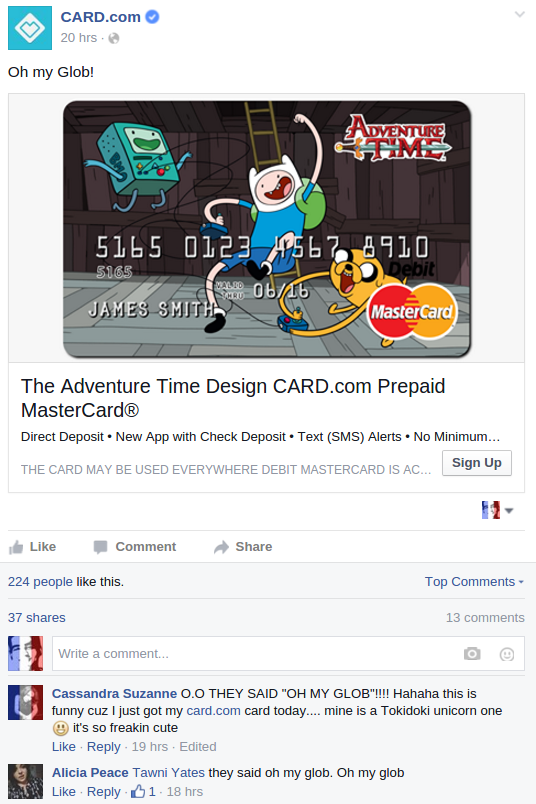 CARD.com
20 hrs ·
Oh my Glob!
ADVENTURE
TIME
5165 0123 4567 8910
5165
Debit
VALID
THRU 06/16
JAMES SMITH
MasterCard
The Adventure Time Design CARD.com Prepaid
MasterCard®
Direct Deposit • New App with Check Deposit • Text (SMS) Alerts • No Minimum…
THE CARD MAY BE USED EVERYWHERE DEBIT MASTERCARD IS AC…
Sign Up
Like Comment Share
224 people like this.
Top Comments
37 shares
13 comments
Write a comment...
Cassandra Suzanne O.O THEY SAID "OH MY GLOB"!!!! Hahaha this is
funny cuz I just got my card.com card today.... mine is a Tokidoki unicorn one
it's so freakin cute
Like · Reply · 19 hrs · Edited
Alicia Peace Tawni Yates they said oh my glob. Oh my glob
Like · Reply · 1 · 18 hrs